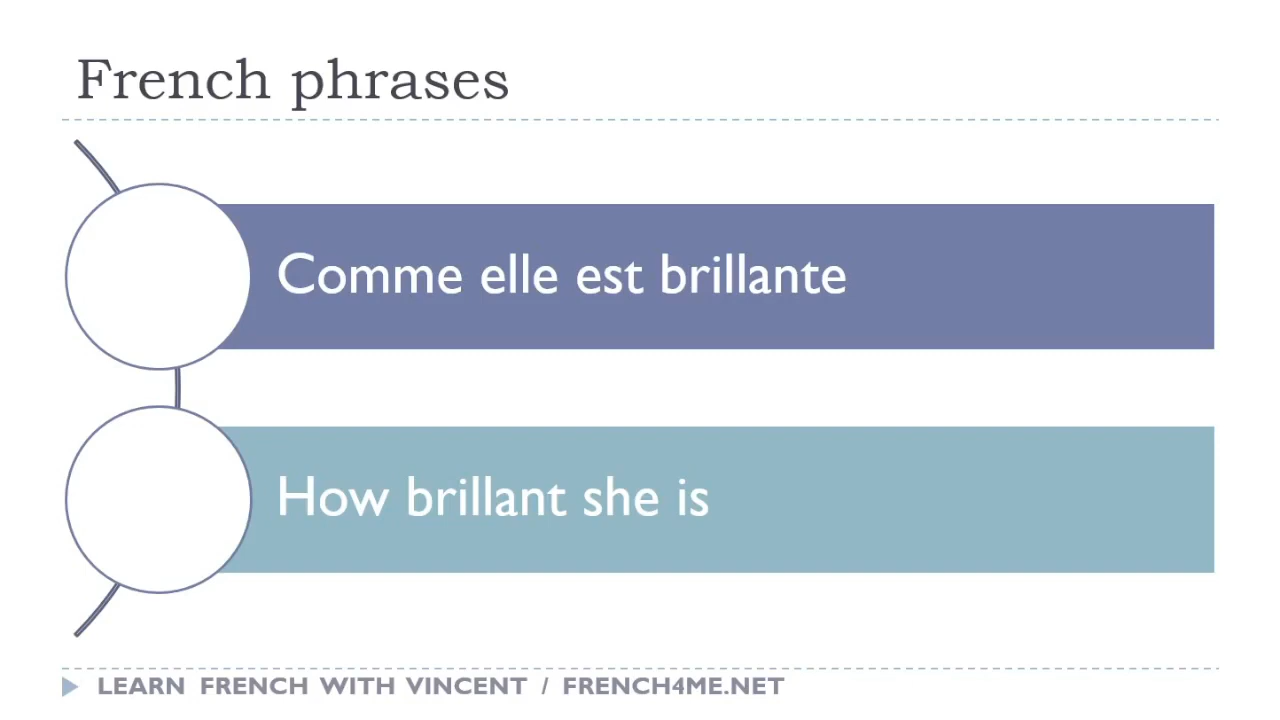 French phrases
Comme elle est brillante
How brillant she is
LEARN FRENCH WITH VINCENT / FRENCH4ME.NET